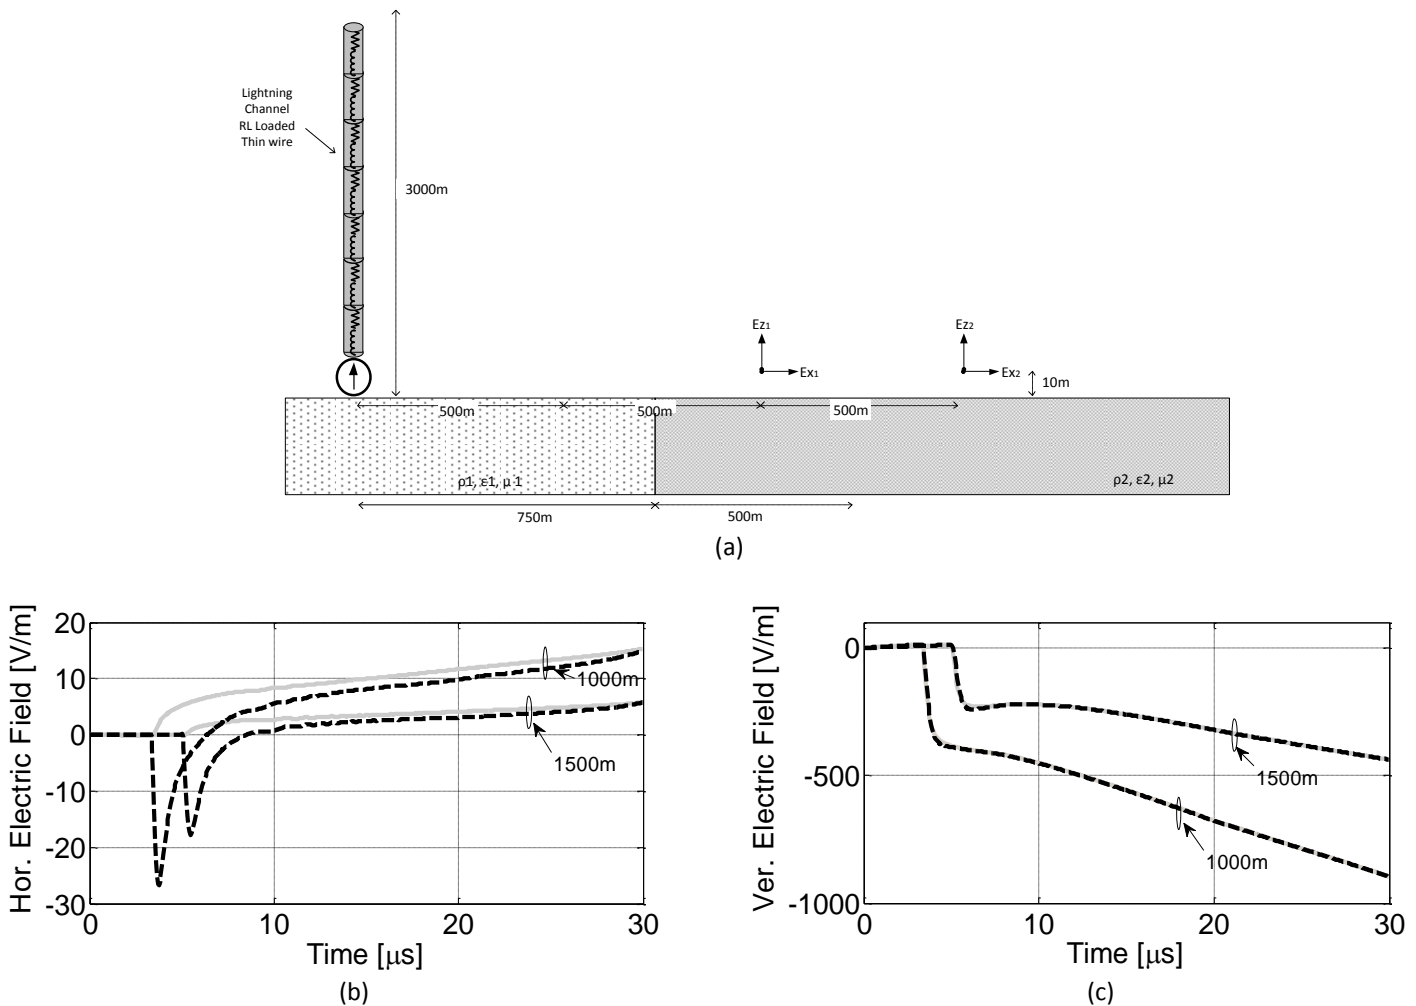 Lightning
Channel
RL Loaded
Thin wire
3000m
Ez1
Ez2
Ex1
Ex2
10m
500m
500m
500m
ρ1, ε1, μ1
ρ2, ε2, μ2
750m
500m
(a)
Hor. Electric Field [V/m]
20
10
0
-10
-20
-30
1000m
1500m
0
10
20
30
Time [μs]
(b)
Ver. Electric Field [V/m]
0
-500
-1000
1500m
1000m
0
10
20
30
Time [μs]
(c)